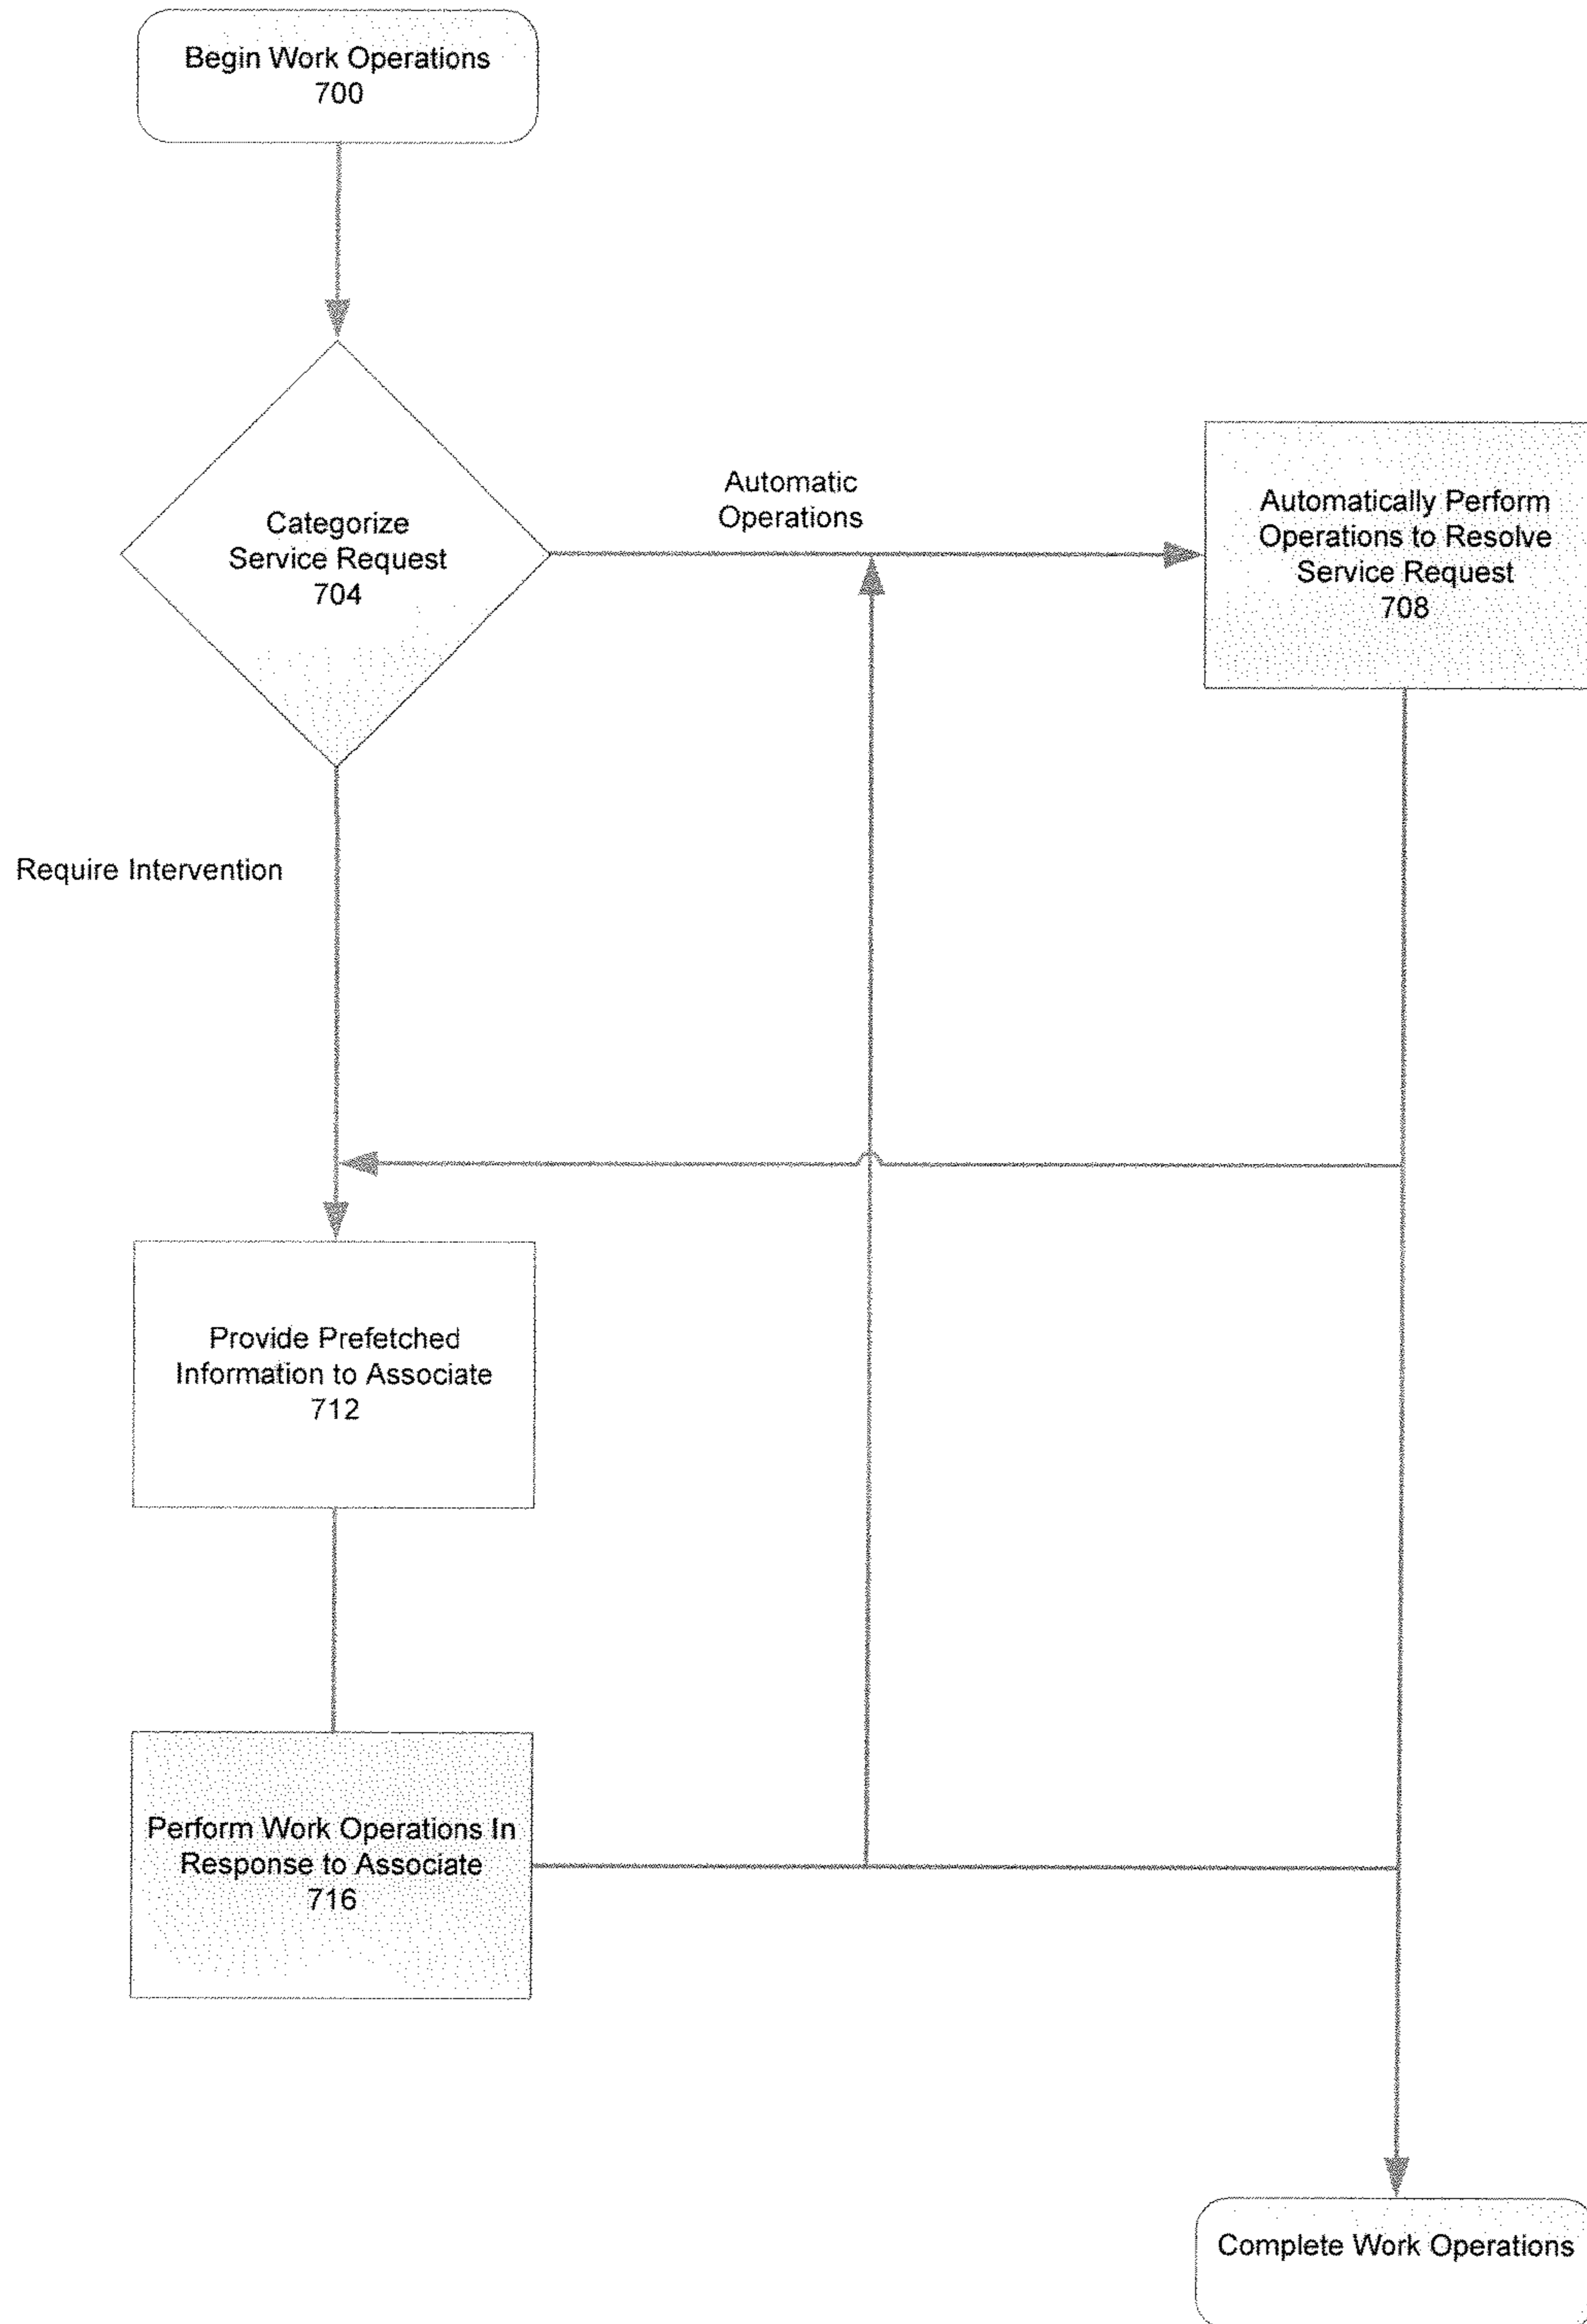 Begin Work Operations
700
Categorize
Service Request
704
Automatic
Operations
Automatically Perform
Operations to Resolve
Service Request
708
Require Intervention
Provide Prefetched
Information to Associate
712
Perform Work Operations In
Response to Associate
716
Complete Work Operations